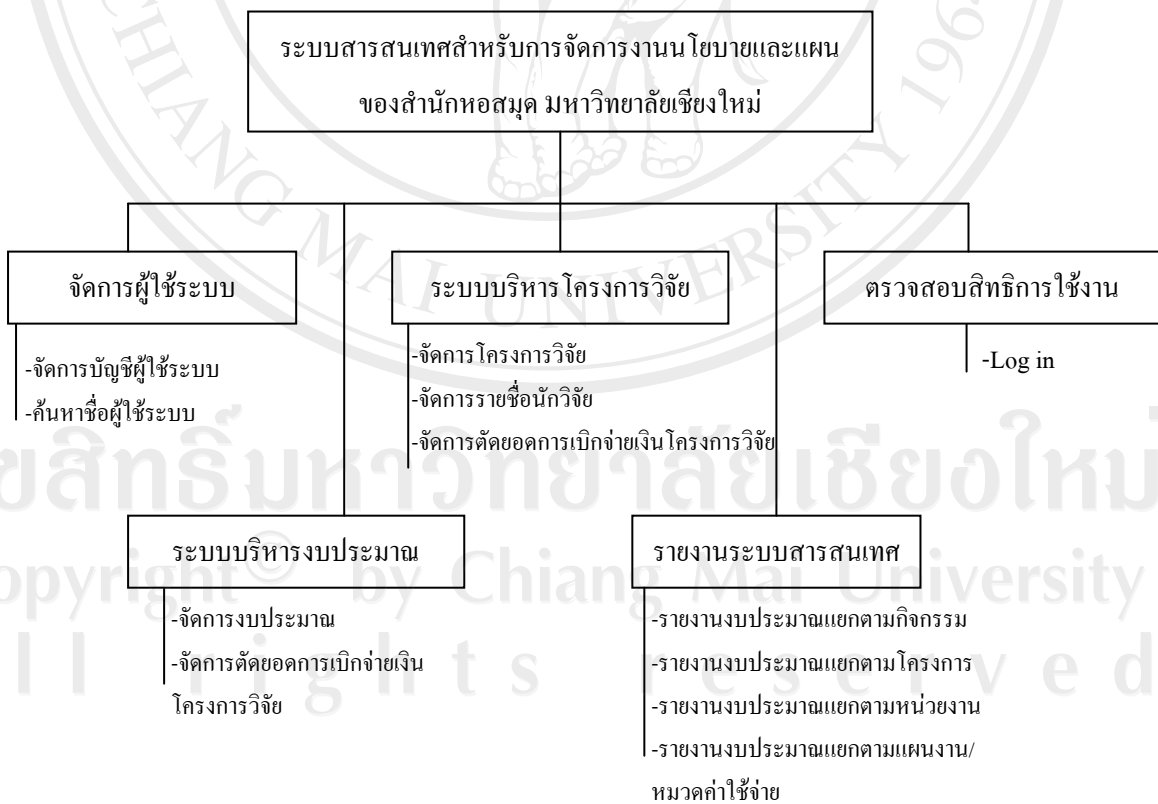 ระบบสารสนเทศสำหรับการจัดการงานนโยบายและแผน
ของสำนักหอสมุด มหาวิทยาลัยเชียงใหม่
จัดการผู้ใช้ระบบ
-จัดการบัญชีผู้ใช้ระบบ
-ค้นหาชื่อผู้ใช้ระบบ
ระบบบริหารโครงการวิจัย
-จัดการโครงการวิจัย
-จัดการรายชื่อนักวิจัย
-จัดการตัดยอดการเบิกจ่ายเงินโครงการวิจัย
ตรวจสอบสิทธิการใช้งาน
-Log in
ระบบบริหารงบประมาณ
-จัดการงบประมาณ
-จัดการตัดยอดการเบิกจ่ายเงิน
โครงการวิจัย
รายงานระบบสารสนเทศ
-รายงานงบประมาณแยกตามกิจกรรม
-รายงานงบประมาณแยกตามโครงการ
-รายงานงบประมาณแยกตามหน่วยงาน
-รายงานงบประมาณแยกตามแผนงาน/
หมวดค่าใช้จ่าย
CHIANG MAI UNIVERSITY 196
ขสิทธิ์มหาวิทยาลัยเชียงใหม่
opyright© by Chiang Mai University
ll rights reserved